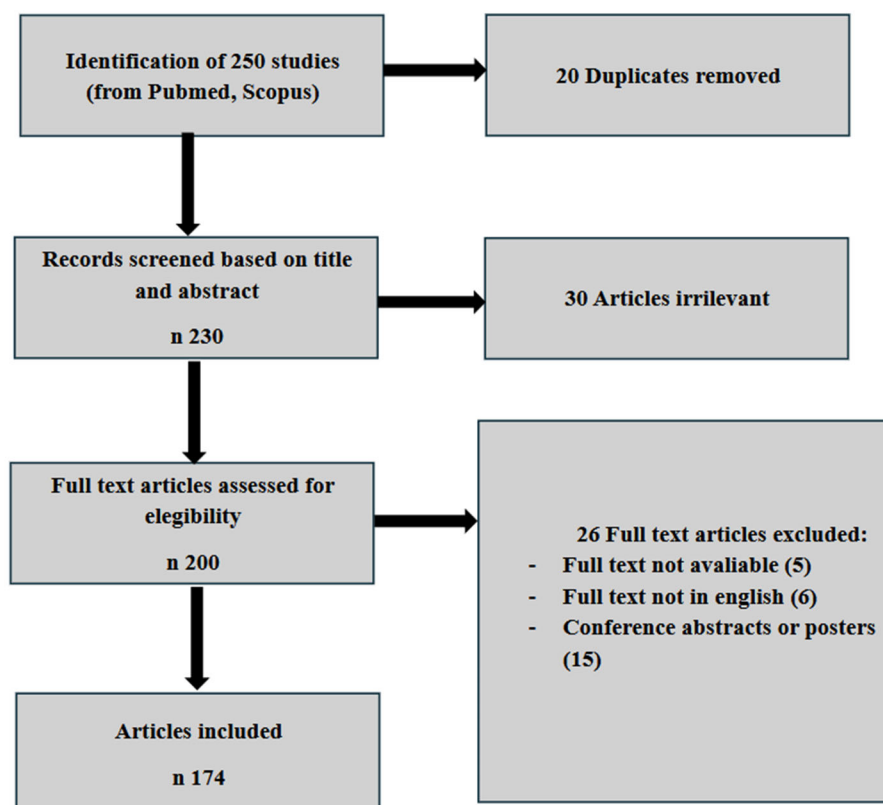 Identification of 250 studies
(from Pubmed, Scopus)
20 Duplicates removed
Records screened based on title
and abstract
n 230
30 Articles irrilevant
Full text articles assessed for
elegibility
n 200
26 Full text articles excluded:
- Full text not avaliable (5)
- Full text not in english (6)
- Conference abstracts or posters
(15)
Articles included
n 174